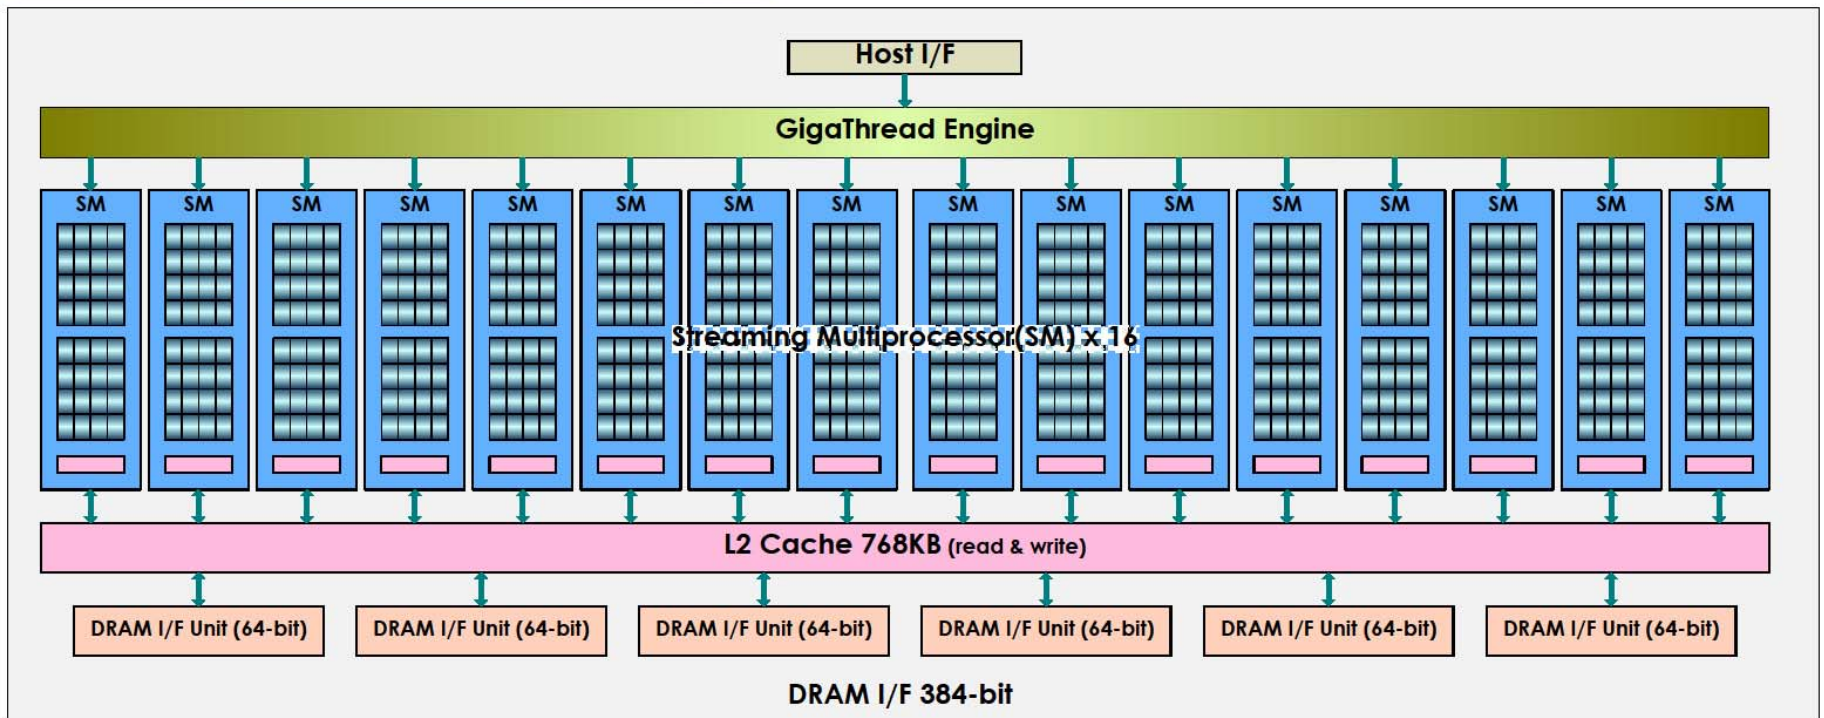 Host I/F
GigaThread Engine
SM SM SM SM SM SM SM SM SM SM SM SM SM SM SM SM
Streaming Multiprocessor(SM) x 16
L2 Cache 768KB (read & write)
DRAM I/F Unit (64-bit) DRAM I/F Unit (64-bit) DRAM I/F Unit (64-bit) DRAM I/F Unit (64-bit) DRAM I/F Unit (64-bit) DRAM I/F Unit (64-bit)
DRAM I/F 384-bit